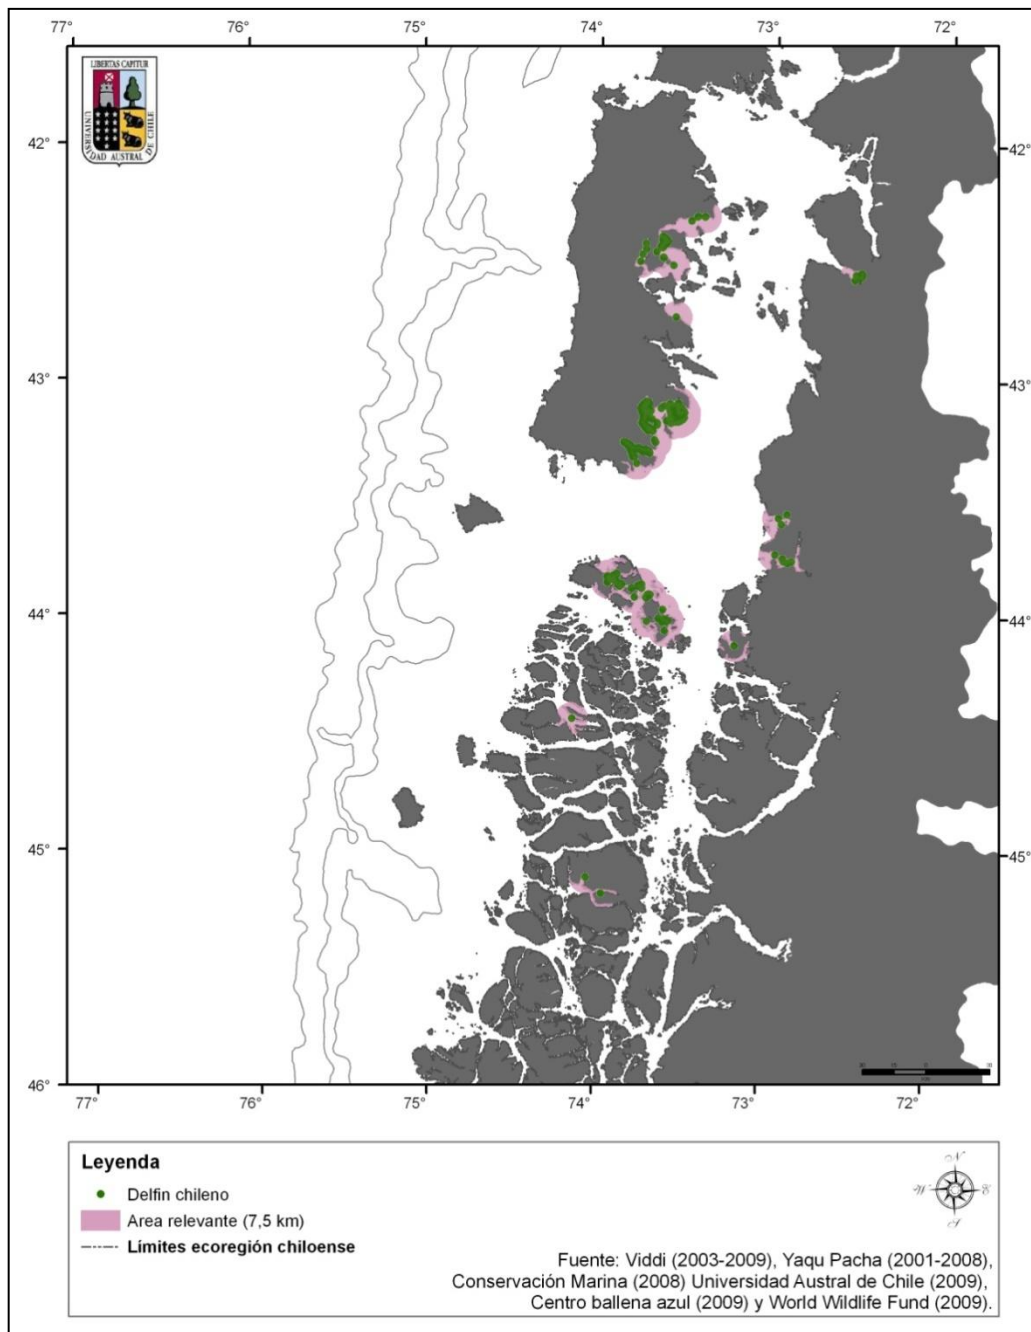 77° 76° 75° 74° 73° 72°
LIBERTAS CAPITUR
UNIVERSIDAD AUSTRAL DE CHILE
42° 42°
43° 43°
44° 44°
45° 45°
46° 46°
77° 76° 75° 74° 73° 72°
Leyenda
Delfin chileno
Area relevante (7,5 km)
Límites ecoregión chiloense
N
W E
S
Fuente: Viddi (2003-2009), Yaqu Pacha (2001-2008),
Conservación Marina (2008) Universidad Austral de Chile (2009),
Centro ballena azul (2009) y World Wildlife Fund (2009).